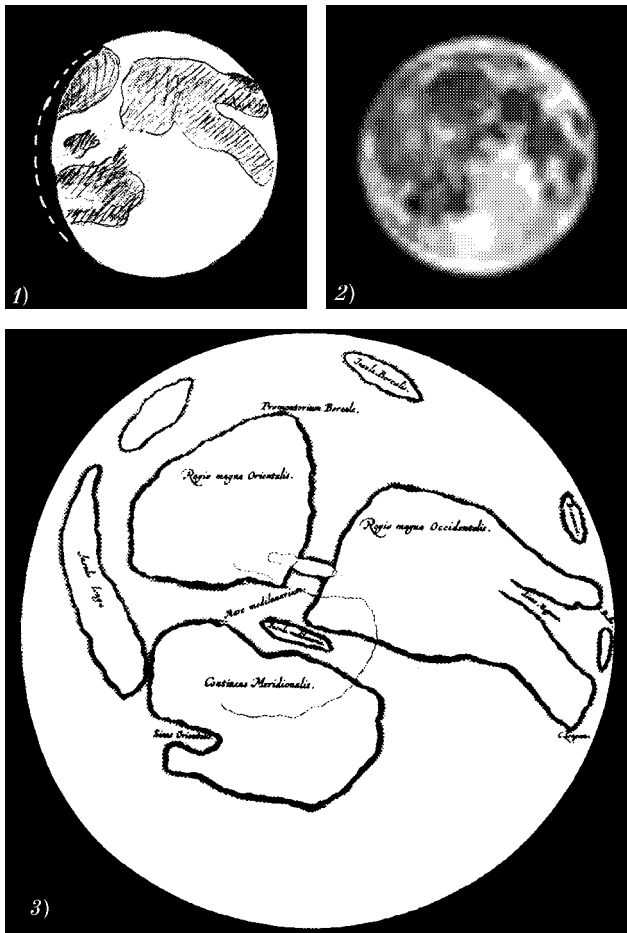 1)
2)
Insula Borealis.
Promontorium Boreale.
Regio magna Orientalis.
Regio magna Occidentalis.
Insula Longa
Mare medilunarium
Continens Meridionalis.
Sinus Orientalis
3)